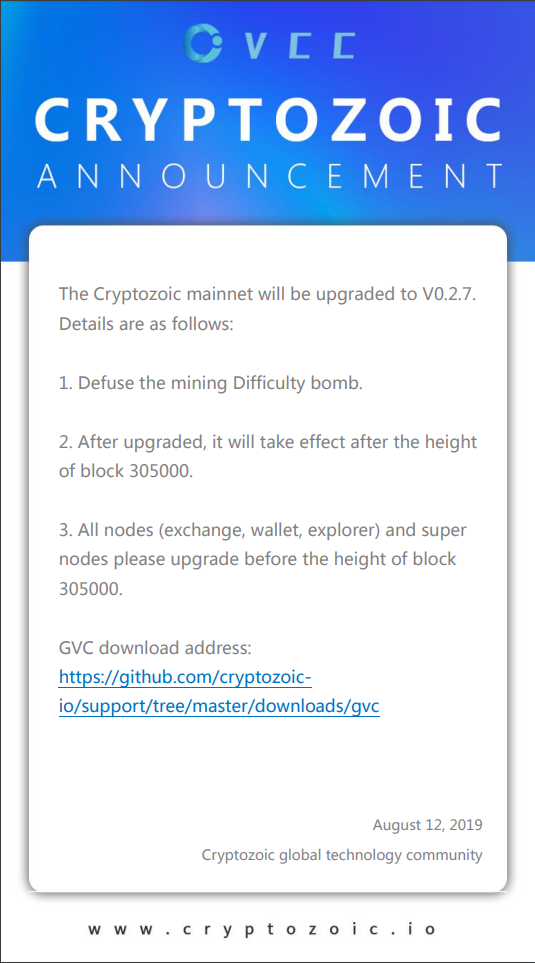 VCC
CRYPTOZOIC
ANNOUNCEMENT
The Cryptozoic mainnet will be upgraded to V0.2.7.
Details are as follows:
1. Defuse the mining Difficulty bomb.
2. After upgraded, it will take effect after the height
of block 305000.
3. All nodes (exchange, wallet, explorer) and super
nodes please upgrade before the height of block
305000.
GVC download address:
https://github.com/cryptozoic-
io/support/tree/master/downloads/gvc
August 12, 2019
Cryptozoic global technology community
www.cryptozoic.io